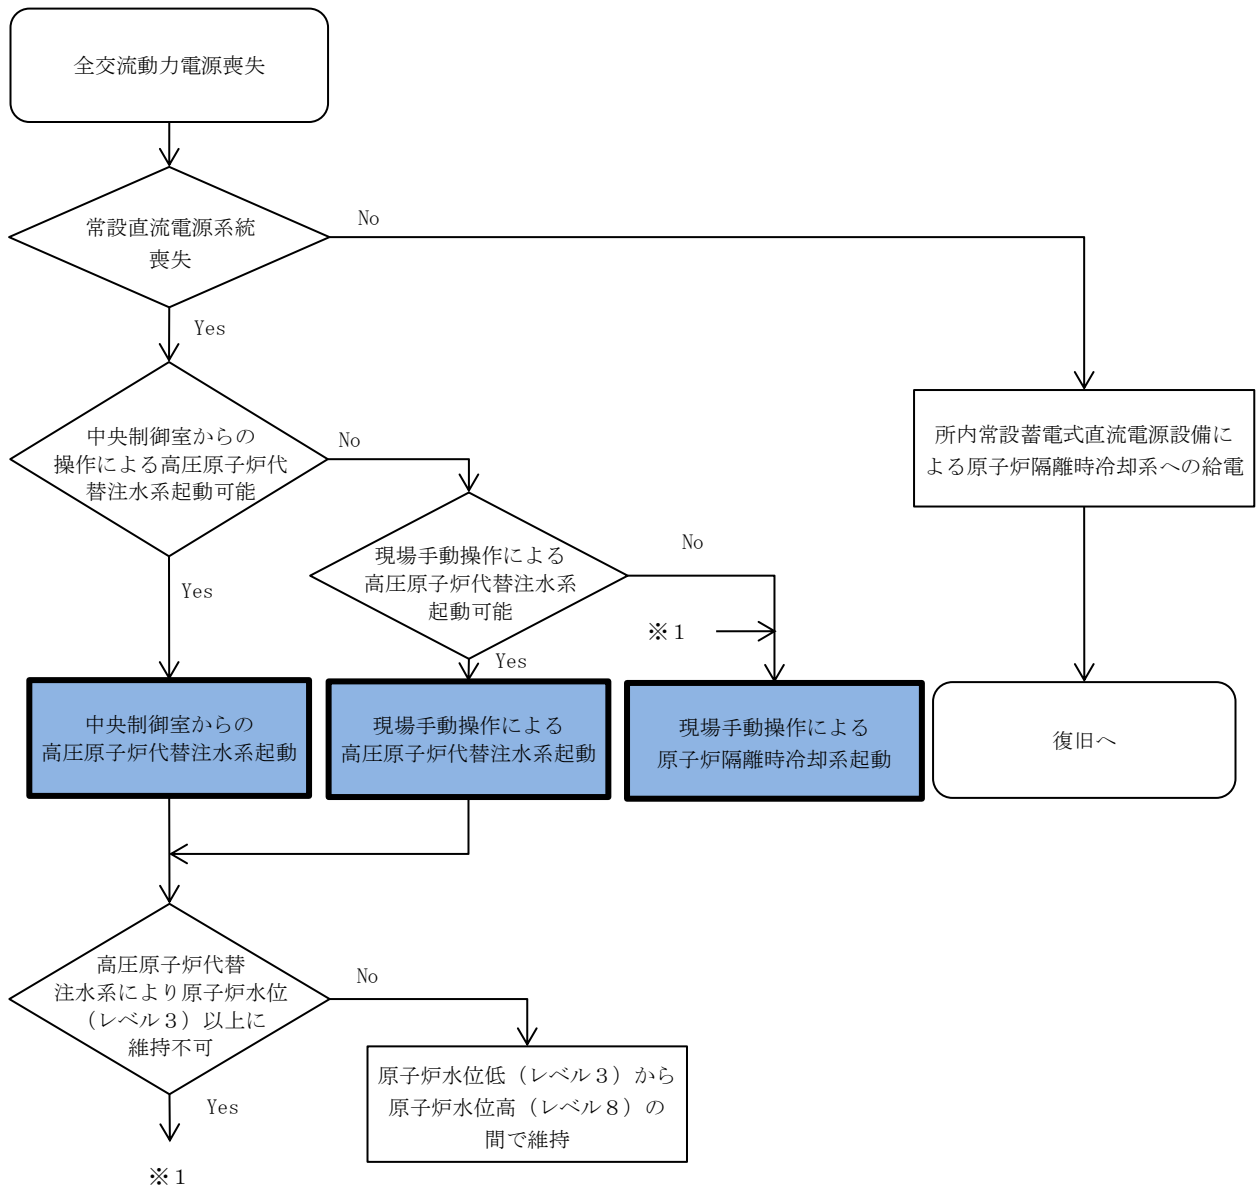 全交流動力電源喪失
常設直流電源系統
喪失
No
Yes
中央制御室からの
操作による高圧原子炉代
替注水系起動可能
No
Yes
所内常設蓄電式直流電源設備に
よる原子炉隔離時冷却系への給電
現場手動操作による
高圧原子炉代替注水系
起動可能
No
※１
Yes
中央制御室からの
高圧原子炉代替注水系起動
現場手動操作による
高圧原子炉代替注水系起動
現場手動操作による
原子炉隔離時冷却系起動
復旧へ
高圧原子炉代替
注水系により原子炉水位
（レベル３）以上に
維持不可
No
Yes
原子炉水位低（レベル３）から
原子炉水位高（レベル８）の
間で維持
※１